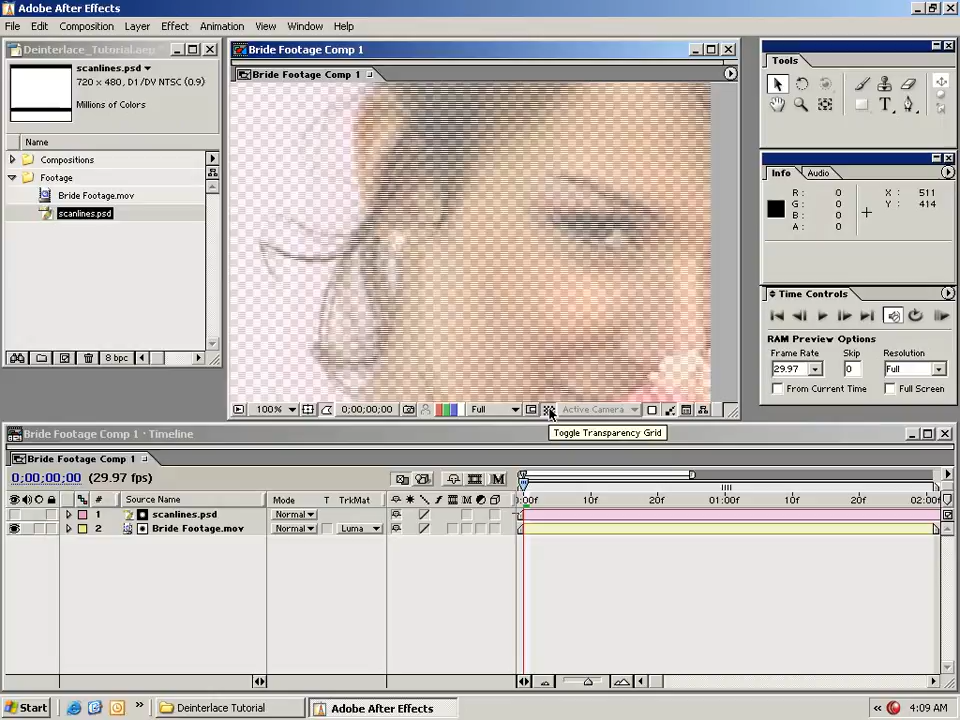 Adobe After Effects
File Edit Composition Layer Effect Animation View Window Help
Deinterlace_Tutorial.aep
scanlines.psd
720 x 480, D1/DV NTSC (0.9)
Millions of Colors
Name
Compositions
Footage
Bride Footage.mov
scanlines.psd
8 bpc
Bride Footage Comp 1
Bride Footage Comp 1
100% 0;00;00;00 Full Active Camera
Toggle Transparency Grid
Tools
T
Info Audio
R : 0 X : 511
G : 0 Y : 414
B : 0
A : 0
Time Controls
RAM Preview Options
Frame Rate Skip Resolution
29.97 0 Full
From Current Time Full Screen
Bride Footage Comp 1 · Timeline
Bride Footage Comp 1
0;00;00;00 (29.97 fps)
# Source Name Mode T TrkMat
0:00f 10f 20f 01:00f 10f 20f 02:00f
1 scanlines.psd Normal
2 Bride Footage.mov Normal Luma
Start Deinterlace Tutorial Adobe After Effects 4:09 AM